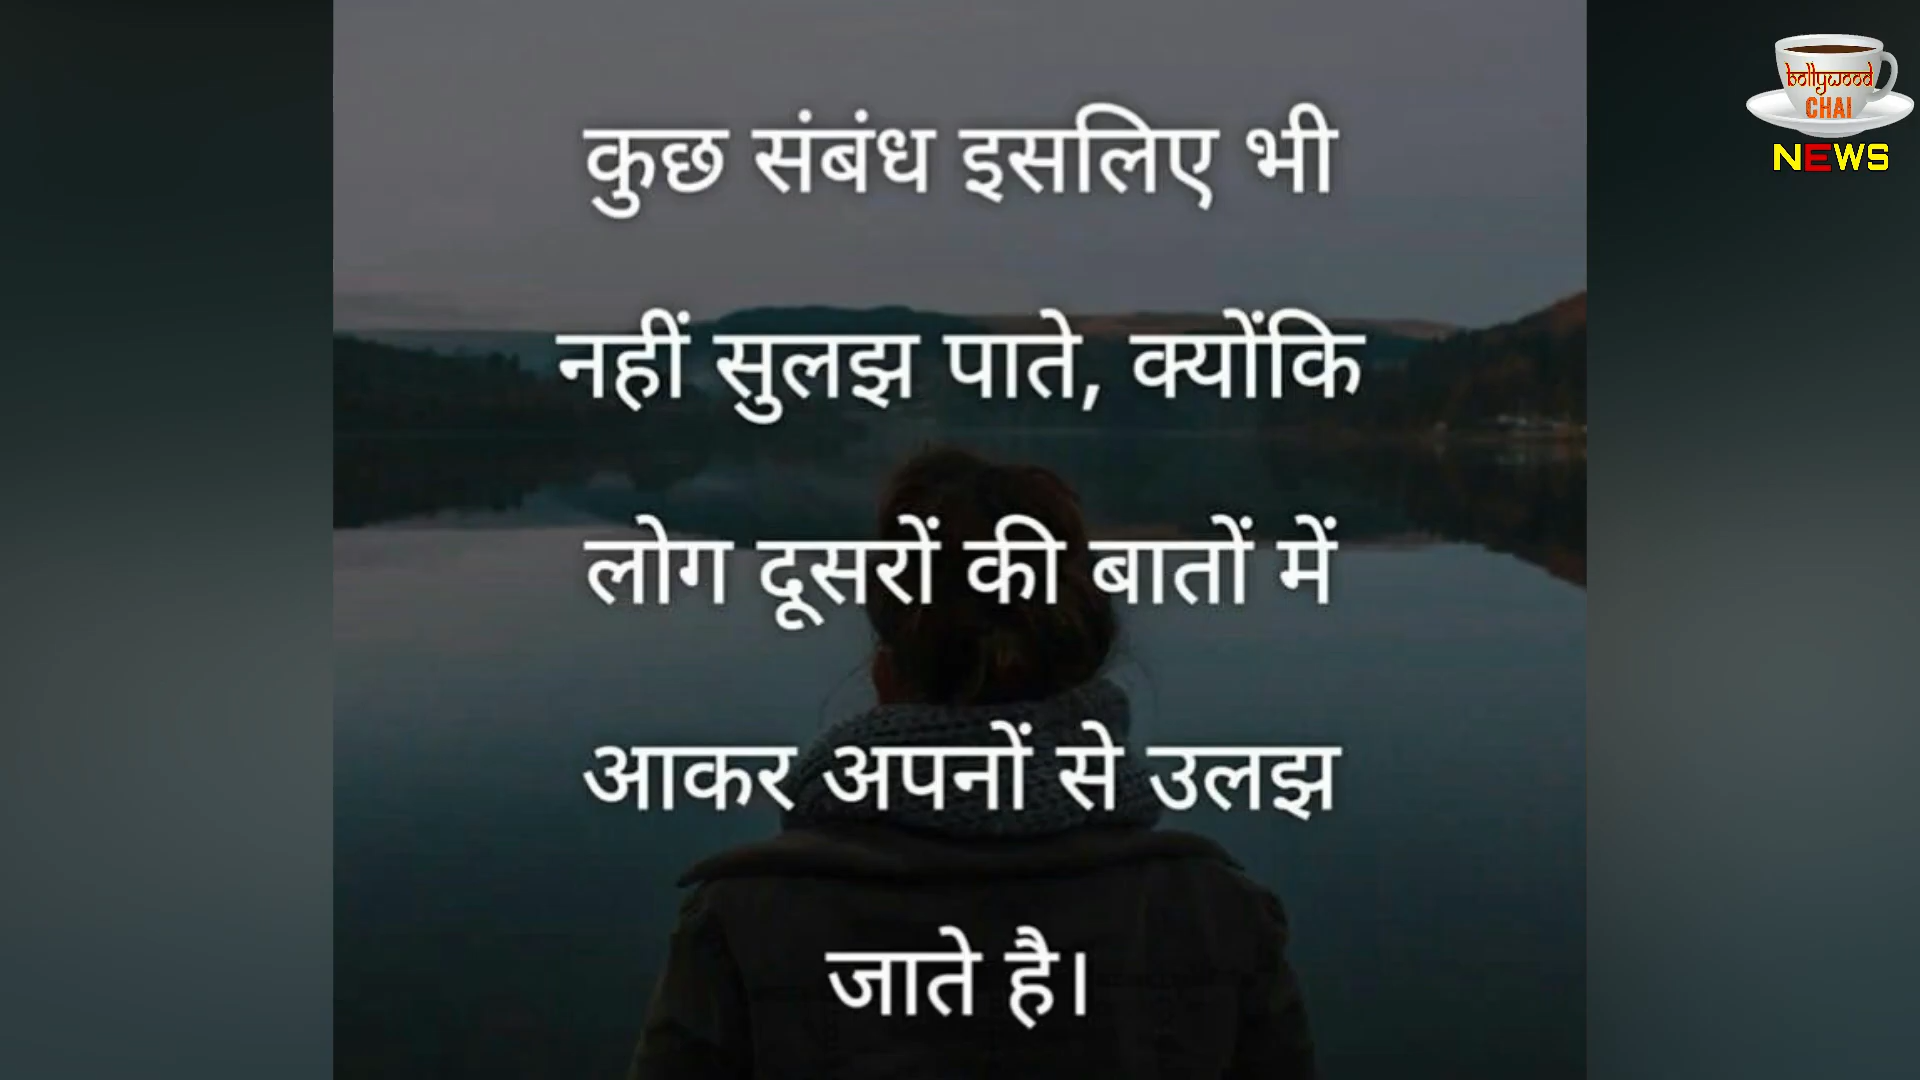 कुछ संबंध इसलिए भी
नहीं सुलझ पाते, क्योंकि
लोग दूसरों की बातों में
आकर अपनों से उलझ
जाते है।
bollywood
CHAI
NEWS